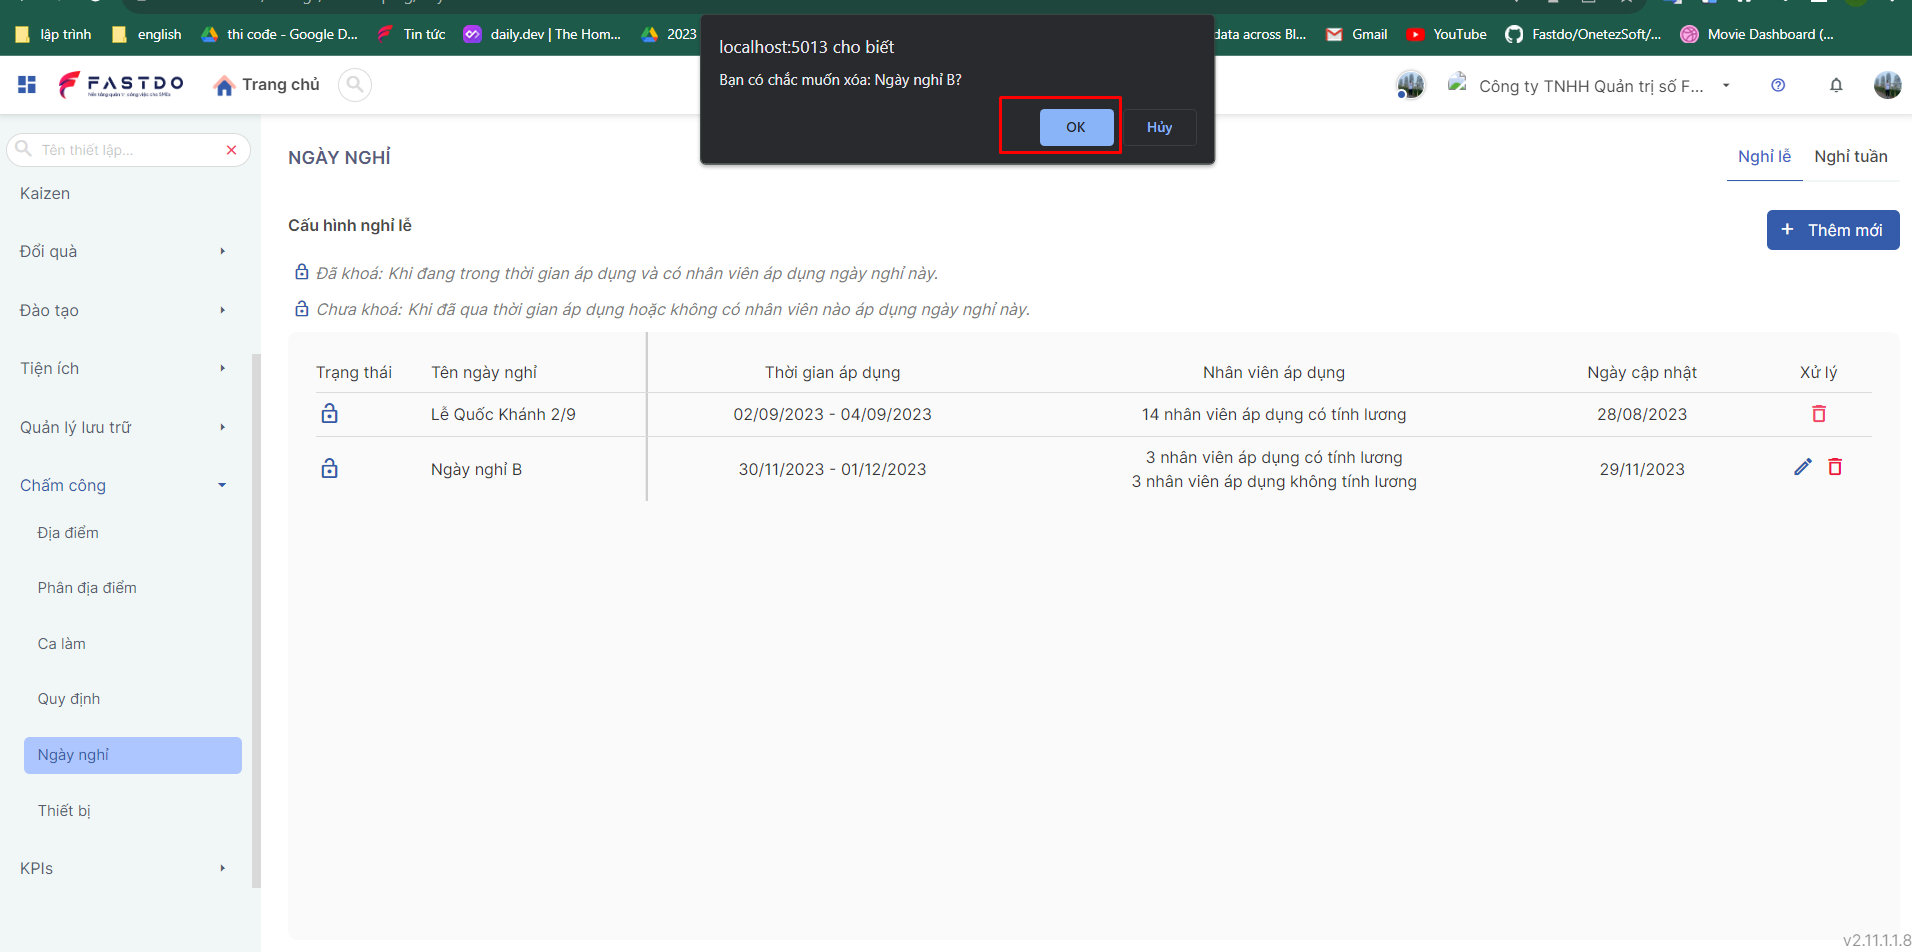 lập trình
english
thi code - Google D...
Tin tức
daily.dev | The Hom...
2023
data across Bl...
Gmail
YouTube
Fastdo/OnetezSoft/...
Movie Dashboard (...
localhost:5013 cho biết
Bạn có chắc muốn xóa: Ngày nghỉ B?
OK
Hủy
FASTDO
Trang chủ
Công ty TNHH Quản trị số F...
Tên thiết lập...
Kaizen
Đổi quà
Đào tạo
Tiện ích
Quản lý lưu trữ
Chấm công
Địa điểm
Phân địa điểm
Ca làm
Quy định
Ngày nghỉ
Thiết bị
KPIs
NGÀY NGHỈ
Nghỉ lễ
Nghỉ tuần
Cấu hình nghỉ lễ
+ Thêm mới
Đã khoá: Khi đang trong thời gian áp dụng và có nhân viên áp dụng ngày nghỉ này.
Chưa khoá: Khi đã qua thời gian áp dụng hoặc không có nhân viên nào áp dụng ngày nghỉ này.
Trạng thái Tên ngày nghỉ Thời gian áp dụng Nhân viên áp dụng Ngày cập nhật Xử lý
Lễ Quốc Khánh 2/9 02/09/2023 - 04/09/2023 14 nhân viên áp dụng có tính lương 28/08/2023
Ngày nghỉ B 30/11/2023 - 01/12/2023 3 nhân viên áp dụng có tính lương 29/11/2023
3 nhân viên áp dụng không tính lương
v2.11.1.1.8